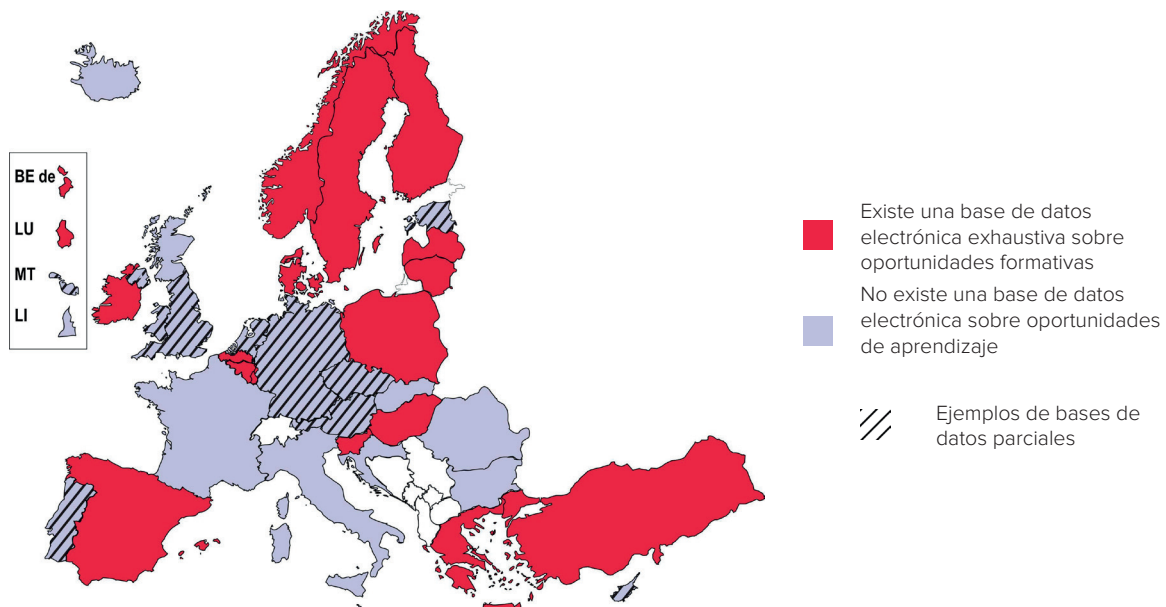 BE de
LU
MT
LI
Existe una base de datos
electrónica exhaustiva sobre
oportunidades formativas
No existe una base de datos
electrónica sobre oportunidades
de aprendizaje
Ejemplos de bases de
datos parciales